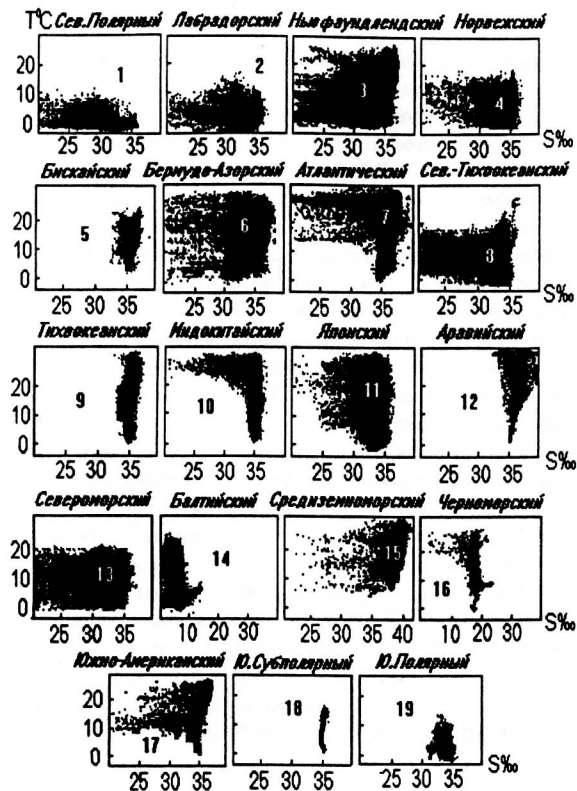 T°C Сев.Полярный Лабрадорский Ньюфаундлендский Норвежский
20
10
0
1 2 3 4
25 30 35 25 30 35 25 30 35 25 30 35 S‰
Бискайский Бермудо-Азорский Атлантический Сев.-Тихоокеанский
20
10
0
5 6 7 8
25 30 35 25 30 35 25 30 35 25 30 35 S‰
Тихоокеанский Индокитайский Японский Аравийский
20
10
0
9 10 11 12
25 30 35 25 30 35 25 30 35 25 30 35 S‰
Североморский Балтийский Средиземноморский Черноморский
20
10
0
13 14 15 16
25 30 35 10 20 30 25 30 35 40 10 20 30 S‰
Южно-Американский Ю.Субполярный Ю.Полярный
20
10
0
17 18 19
25 30 35 25 30 35 25 30 35 S‰